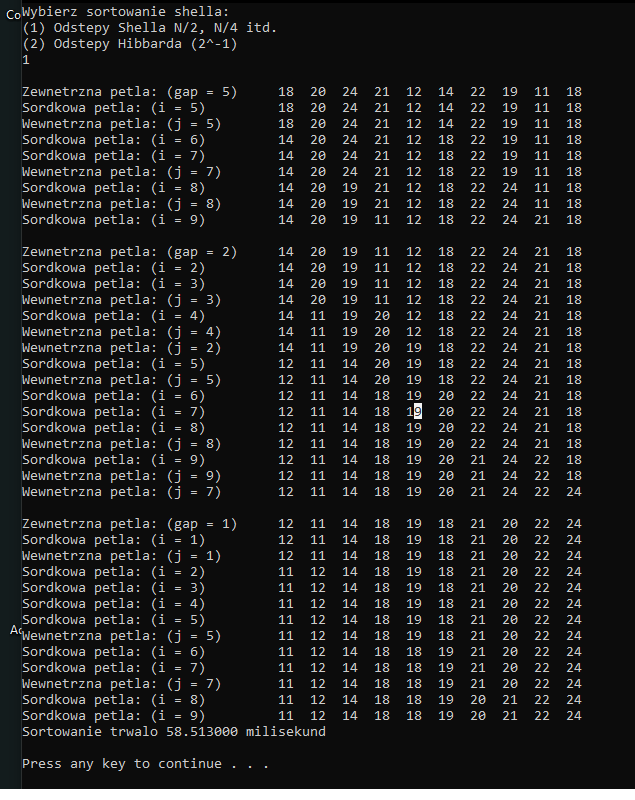 Co
Wybierz sortowanie shella:
(1) Odstepy Shella N/2, N/4 itd.
(2) Odstepy Hibbarda (2^-1)
1
Zewnetrzna petla: (gap = 5) 18 20 24 21 12 14 22 19 11 18
Sordkowa petla: (i = 5) 18 20 24 21 12 14 22 19 11 18
Wewnetrzna petla: (j = 5) 18 20 24 21 12 14 22 19 11 18
Sordkowa petla: (i = 6) 14 20 24 21 12 18 22 19 11 18
Sordkowa petla: (i = 7) 14 20 24 21 12 18 22 19 11 18
Wewnetrzna petla: (j = 7) 14 20 24 21 12 18 22 19 11 18
Sordkowa petla: (i = 8) 14 20 19 21 12 18 22 24 11 18
Wewnetrzna petla: (j = 8) 14 20 19 21 12 18 22 24 11 18
Sordkowa petla: (i = 9) 14 20 19 11 12 18 22 24 21 18
Zewnetrzna petla: (gap = 2) 14 20 19 11 12 18 22 24 21 18
Sordkowa petla: (i = 2) 14 20 19 11 12 18 22 24 21 18
Sordkowa petla: (i = 3) 14 20 19 11 12 18 22 24 21 18
Wewnetrzna petla: (j = 3) 14 20 19 11 12 18 22 24 21 18
Sordkowa petla: (i = 4) 14 11 19 20 12 18 22 24 21 18
Wewnetrzna petla: (j = 4) 14 11 19 20 12 18 22 24 21 18
Wewnetrzna petla: (j = 2) 14 11 19 20 19 18 22 24 21 18
Sordkowa petla: (i = 5) 12 11 14 20 19 18 22 24 21 18
Wewnetrzna petla: (j = 5) 12 11 14 20 19 18 22 24 21 18
Sordkowa petla: (i = 6) 12 11 14 18 19 20 22 24 21 18
Sordkowa petla: (i = 7) 12 11 14 18 19 20 22 24 21 18
Sordkowa petla: (i = 8) 12 11 14 18 19 20 22 24 21 18
Wewnetrzna petla: (j = 8) 12 11 14 18 19 20 22 24 21 18
Sordkowa petla: (i = 9) 12 11 14 18 19 20 21 24 22 18
Wewnetrzna petla: (j = 9) 12 11 14 18 19 20 21 24 22 18
Wewnetrzna petla: (j = 7) 12 11 14 18 19 20 21 24 22 24
Zewnetrzna petla: (gap = 1) 12 11 14 18 19 18 21 20 22 24
Sordkowa petla: (i = 1) 12 11 14 18 19 18 21 20 22 24
Wewnetrzna petla: (j = 1) 12 11 14 18 19 18 21 20 22 24
Sordkowa petla: (i = 2) 11 12 14 18 19 18 21 20 22 24
Sordkowa petla: (i = 3) 11 12 14 18 19 18 21 20 22 24
Sordkowa petla: (i = 4) 11 12 14 18 19 18 21 20 22 24
Sordkowa petla: (i = 5) 11 12 14 18 19 18 21 20 22 24
Ac
Wewnetrzna petla: (j = 5) 11 12 14 18 19 18 21 20 22 24
Sordkowa petla: (i = 6) 11 12 14 18 18 19 21 20 22 24
Sordkowa petla: (i = 7) 11 12 14 18 18 19 21 20 22 24
Wewnetrzna petla: (j = 7) 11 12 14 18 18 19 21 20 22 24
Sordkowa petla: (i = 8) 11 12 14 18 18 19 20 21 22 24
Sordkowa petla: (i = 9) 11 12 14 18 18 19 20 21 22 24
Sortowanie trwalo 58.513000 milisekund
Press any key to continue . . .